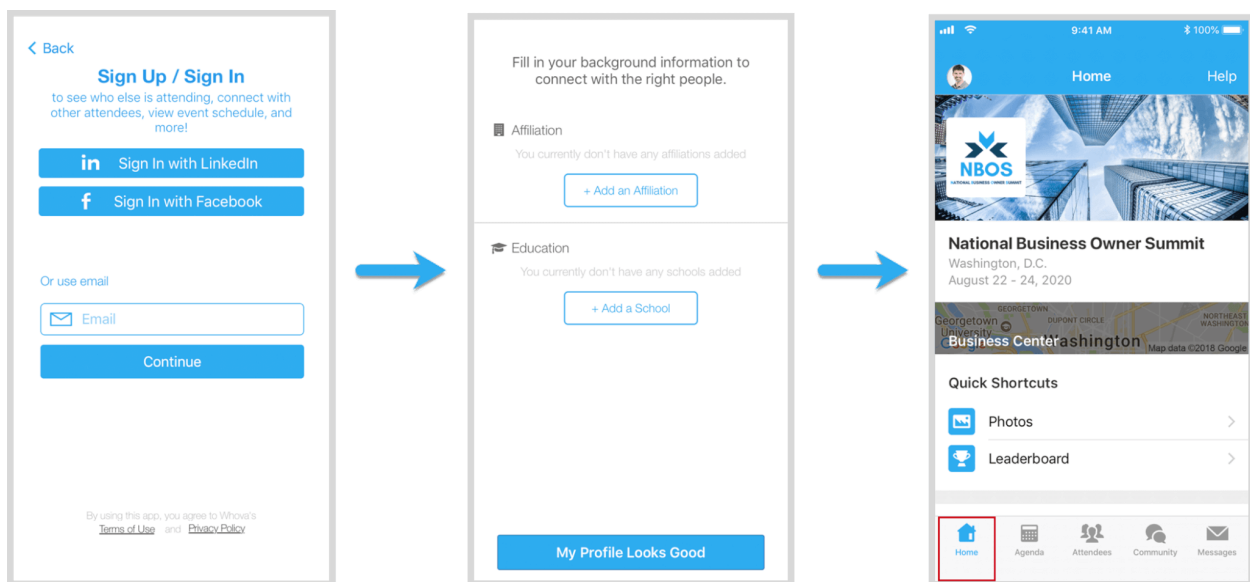 Back
Sign Up / Sign In
to see who else is attending, connect with
other attendees, view event schedule, and
more!
in Sign In with LinkedIn
f Sign In with Facebook
Or use email
Email
Continue
By using this app, you agree to Whova's
Terms of Use and Privacy Policy
Fill in your background information to
connect with the right people.
Affiliation
You currently don't have any affiliations added
+ Add an Affiliation
Education
You currently don't have any schools added
+ Add a School
My Profile Looks Good
9:41 AM
100%
Home
Help
NBOS
NATIONAL BUSINESS OWNER SUMMIT
National Business Owner Summit
Washington, D.C.
August 22 - 24, 2020
GEORGETOWN
DUPONT CIRCLE
NORTHEAST
WASHINGTON
Georgetown
University
Business Center
Washington
Map data ©2018 Google
Quick Shortcuts
Photos
Leaderboard
Home
Agenda
Attendees
Community
Messages